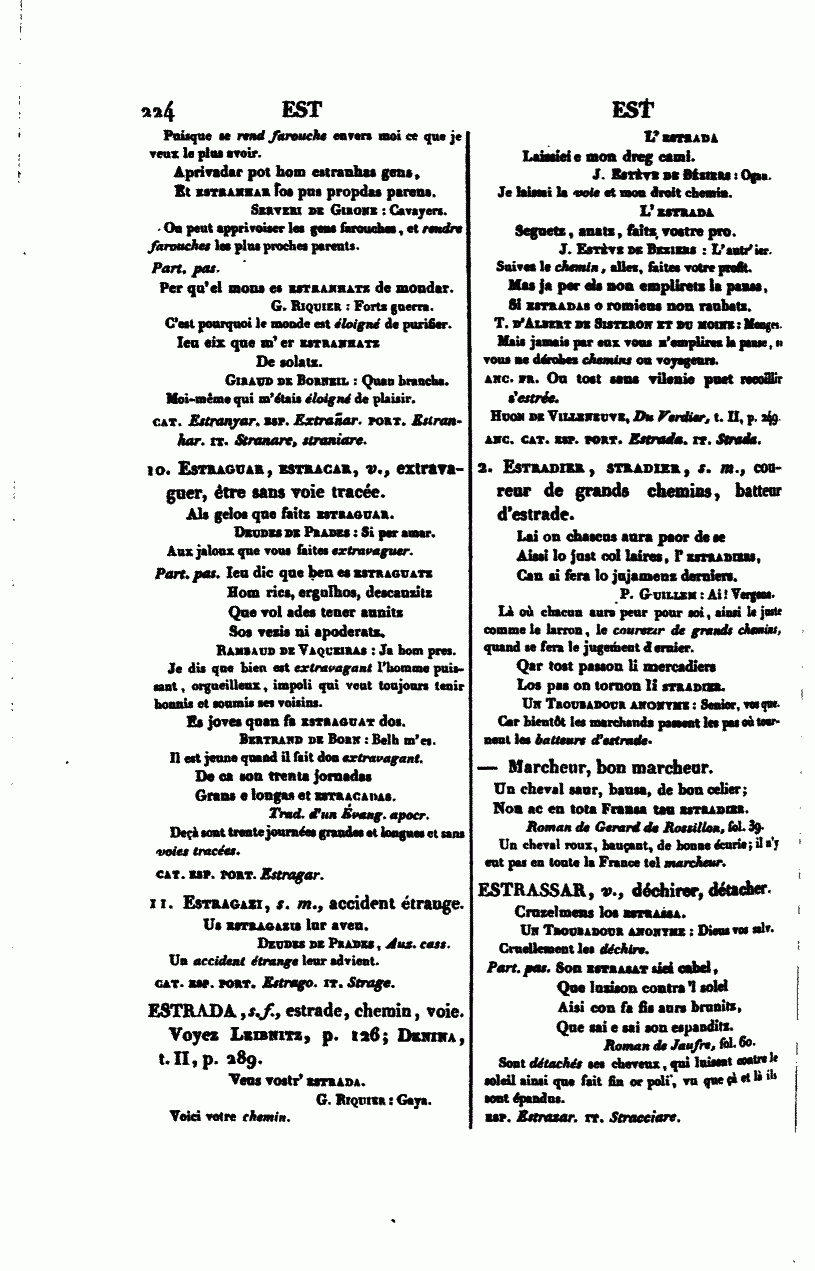 224 EST EST
Puisque se rend farouche envers moi ce que je
veux le plus avoir.
Aprivadar pot hom estranhas gens,
Et ESTRANHAR los pus propdas parens.
SERVERI DE GIRONE : Cavayers.
On peut apprivoiser les gens farouches, et rendre
farouches les plus proches parents.
Part. pas.
Per qu'el mons es ESTRANHATZ de mondar.
G. RIQUIER : Forts guerra.
C'est pourquoi le monde est éloigné de purifier.
Ieu eix que m'er ESTRANHATZ
De solatz.
GIRAUD DE BORNEIL : Quan brancha.
Moi-même qui m'étais éloigné de plaisir.
CAT. Estranyar. ESP. Extrañar. PORT. Estran-
har. IT. Stranare, straniare.
10. ESTRAGUAR, ESTRACAR, v., extrava-
guer, être sans voie tracée.
Als gelos que faitz ESTRAGUAR.
DEUDES DE PRADES : Si per amar.
Aux jaloux que vous faites extravaguer.
Part. pas. Ieu dic que ben es ESTRAGUATZ
Hom rics, ergulhos, descauzitz
Que vol ades tener aunitz
Sos vezis ni apoderatz.
RAMBAUD DE VAQUEIRAS : Ja hom pres.
Je dis que bien est extravagant l'homme puis-
sant, orgueilleux, impoli qui veut toujours tenir
honnis et soumis ses voisins.
Es joves quan fa ESTRAGUAT dos.
BERTRAND DE BORN : Belh m'es.
Il est jeune quand il fait don extravagant.
De ca son trenta jornadas
Grans e longas et ESTRACADAS.
Trad. d'un Évang. apocr.
Deçà sont trente journées grandes et longues et sans
voies tracées.
CAT. ESP. PORT. Estragar.
11. ESTRAGAZI, s. m., accident étrange.
Us ESTRAGAZIS lur aven.
DEUDES DE PRADES, Aus. cass.
Un accident étrange leur advient.
CAT. ESP. PORT. Estrago. IT. Strage.
ESTRADA, s. f., estrade, chemin, voie.
Voyez LEIBNITZ, p. 126; DENINA,
t. II, p. 289.
Veus vostr' ESTRADA.
G. RIQUIER : Gaya.
Voici votre chemin.
L'ESTRADA
Laissiei e mon dreg cami.
J. ESTÈVE DE BÉZIERS : Ogan.
Je laissai la voie et mon droit chemin.
L'ESTRADA
Seguetz, anatz, faitz vostre pro.
J. ESTÈVE DE BEZIERS : L'autr'ier.
Suivez le chemin, allez, faites votre profit.
Mas ja per els non emplirets la pansa,
Si ESTRADAS o romieus non raubatz.
T. D'ALBERT DE SISTERON ET DU MOINE : Monges.
Mais jamais par eux vous n'emplirez la panse, si
vous ne dérobez chemins ou voyageurs.
ANC. FR. On tost sans vilenie puet recoillir
s'estrée.
HUON DE VILLENEUVE, Du Verdier, t. II, p. 249.
ANC. CAT. ESP. PORT. Estrada. IT. Strada.
2. ESTRADIER, STRADIER, s. m., cou-
reur de grands chemins, batteur
d'estrade.
Lai on chascus aura paor de se
Aissi lo just col laires, l'ESTRADIERS,
Can si fera lo jujamens derniers.
P. GUILLEM : Ai! Vergena.
Là où chacun aura peur pour soi, ainsi le juste
comme le larron, le coureur de grands chemins,
quand se fera le jugement dernier.
Qar tost passon li mercadiers
Los pas on tornon li STRADIER.
UN TROUBADOUR ANONYME : Senior, vos que.
Car bientôt les marchands passent les pas où tour-
nent les batteurs d'estrade.
— Marcheur, bon marcheur.
Un cheval saur, bausa, de bon celier;
Non ac en tota Fransa tan ESTRADIER.
Roman de Gerard de Rossillon, fol. 39.
Un cheval roux, bauçant, de bonne écurie; il n'y
eut pas en toute la France tel marcheur.
ESTRASSAR, v., déchirer, détacher.
Cruzelmens los ESTRAISSA.
UN TROUBADOUR ANONYME : Dieus vos salv.
Cruellement les déchire.
Part. pas. Son ESTRASAT siei cabel,
Que luzison contra'l solel
Aisi con fa fis aurs brunitz,
Que sai e sai son espanditz.
Roman de Jaufre, fol. 60.
Sont détachés ses cheveux, qui luisent contre le
soleil ainsi que fait fin or poli, vu que çà et là ils
sont épandus.
ESP. Estrazar. IT. Stracciare.